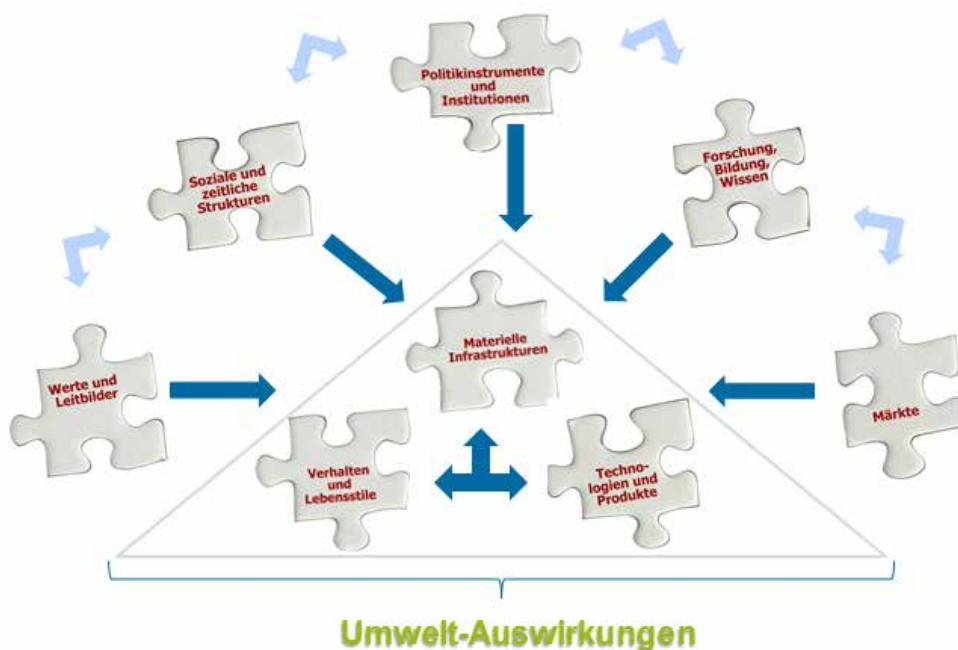 Politikinstrumente
und
Institutionen
Soziale und
zeitliche
Strukturen
Forschung,
Bildung,
Wissen
Werte und
Leitbilder
Materielle
Infrastrukturen
Märkte
Verhalten
und
Lebensstile
Techno-
logien und
Produkte
Umwelt-Auswirkungen